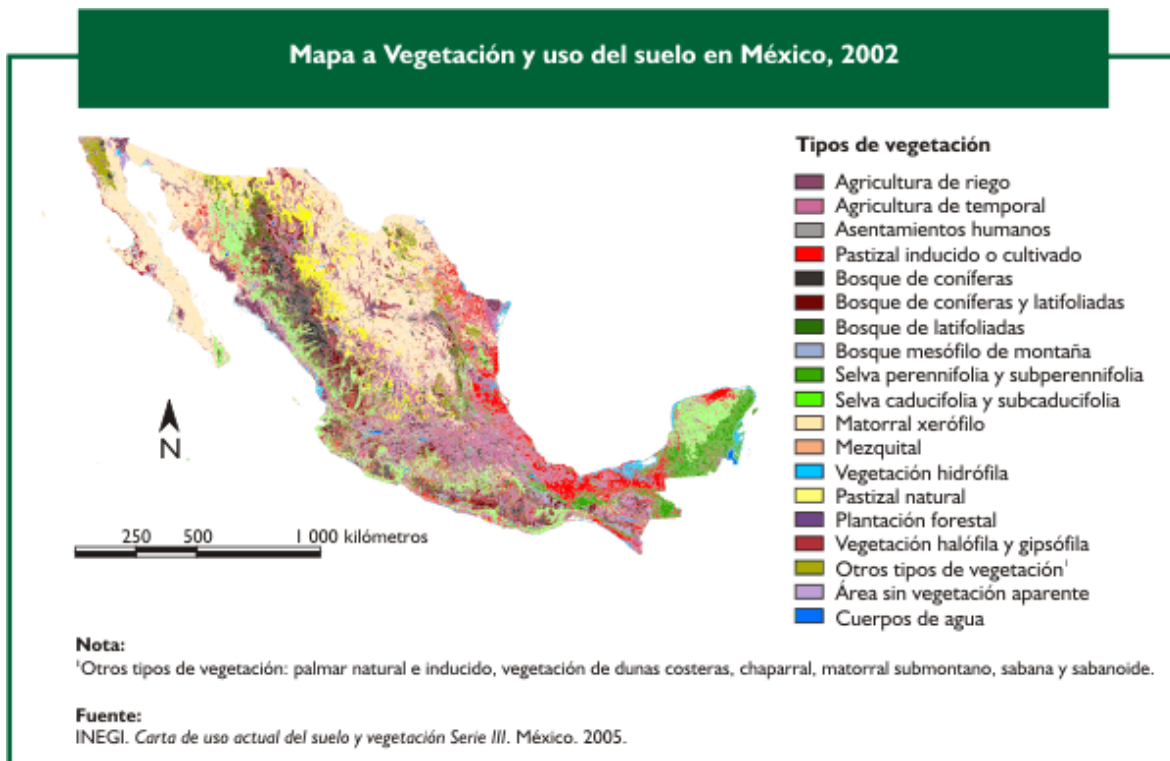 Mapa a Vegetación y uso del suelo en México, 2002
Tipos de vegetación
Agricultura de riego
Agricultura de temporal
Asentamientos humanos
Pastizal inducido o cultivado
Bosque de coníferas
Bosque de coníferas y latifoliadas
Bosque de latifoliadas
Bosque mesófilo de montaña
Selva perennifolia y subperennifolia
Selva caducifolia y subcaducifolia
Matorral xerófilo
Mezquital
Vegetación hidrófila
Pastizal natural
Plantación forestal
Vegetación halófila y gipsófila
Otros tipos de vegetación¹
Área sin vegetación aparente
Cuerpos de agua
N
250 500 1 000 kilómetros
Nota:
¹Otros tipos de vegetación: palmar natural e inducido, vegetación de dunas costeras, chaparral, matorral submontano, sabana y sabanoide.
Fuente:
INEGI. Carta de uso actual del suelo y vegetación Serie III. México. 2005.